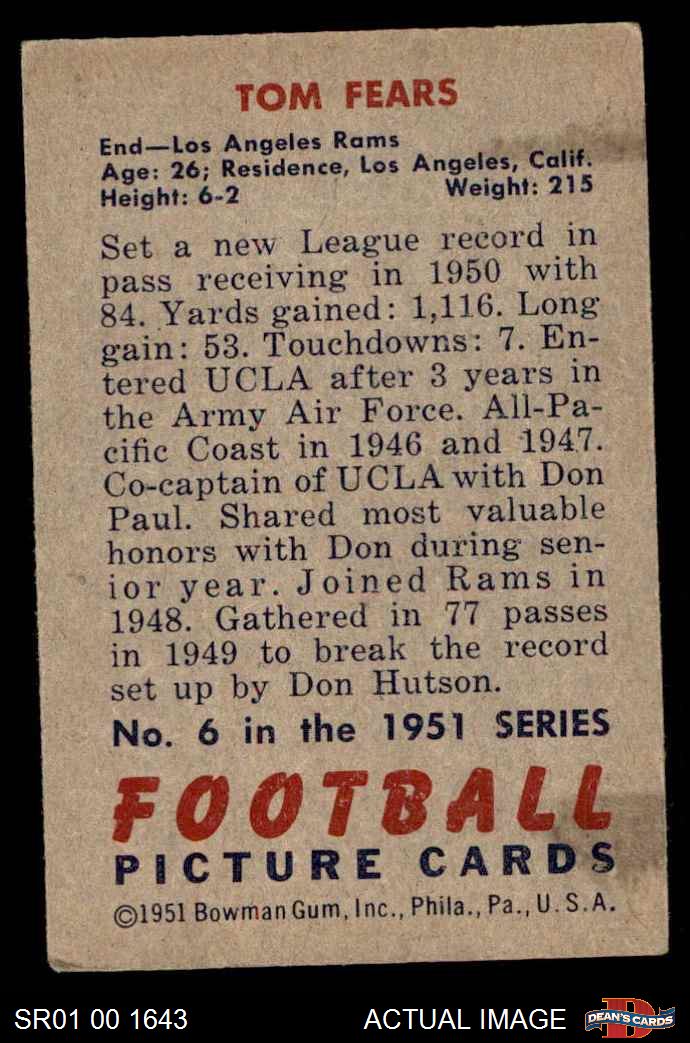 TOM FEARS
End—Los Angeles Rams
Age: 26; Residence, Los Angeles, Calif.
Height: 6-2 Weight: 215
Set a new League record in
pass receiving in 1950 with
84. Yards gained: 1,116. Long
gain: 53. Touchdowns: 7. En-
tered UCLA after 3 years in
the Army Air Force. All-Pa-
cific Coast in 1946 and 1947.
Co-captain of UCLA with Don
Paul. Shared most valuable
honors with Don during sen-
ior year. Joined Rams in
1948. Gathered in 77 passes
in 1949 to break the record
set up by Don Hutson.
No. 6 in the 1951 SERIES
FOOTBALL
PICTURE CARDS
©1951 Bowman Gum, Inc., Phila., Pa., U.S.A.
SR01 00 1643 ACTUAL IMAGE DEAN'S CARDS